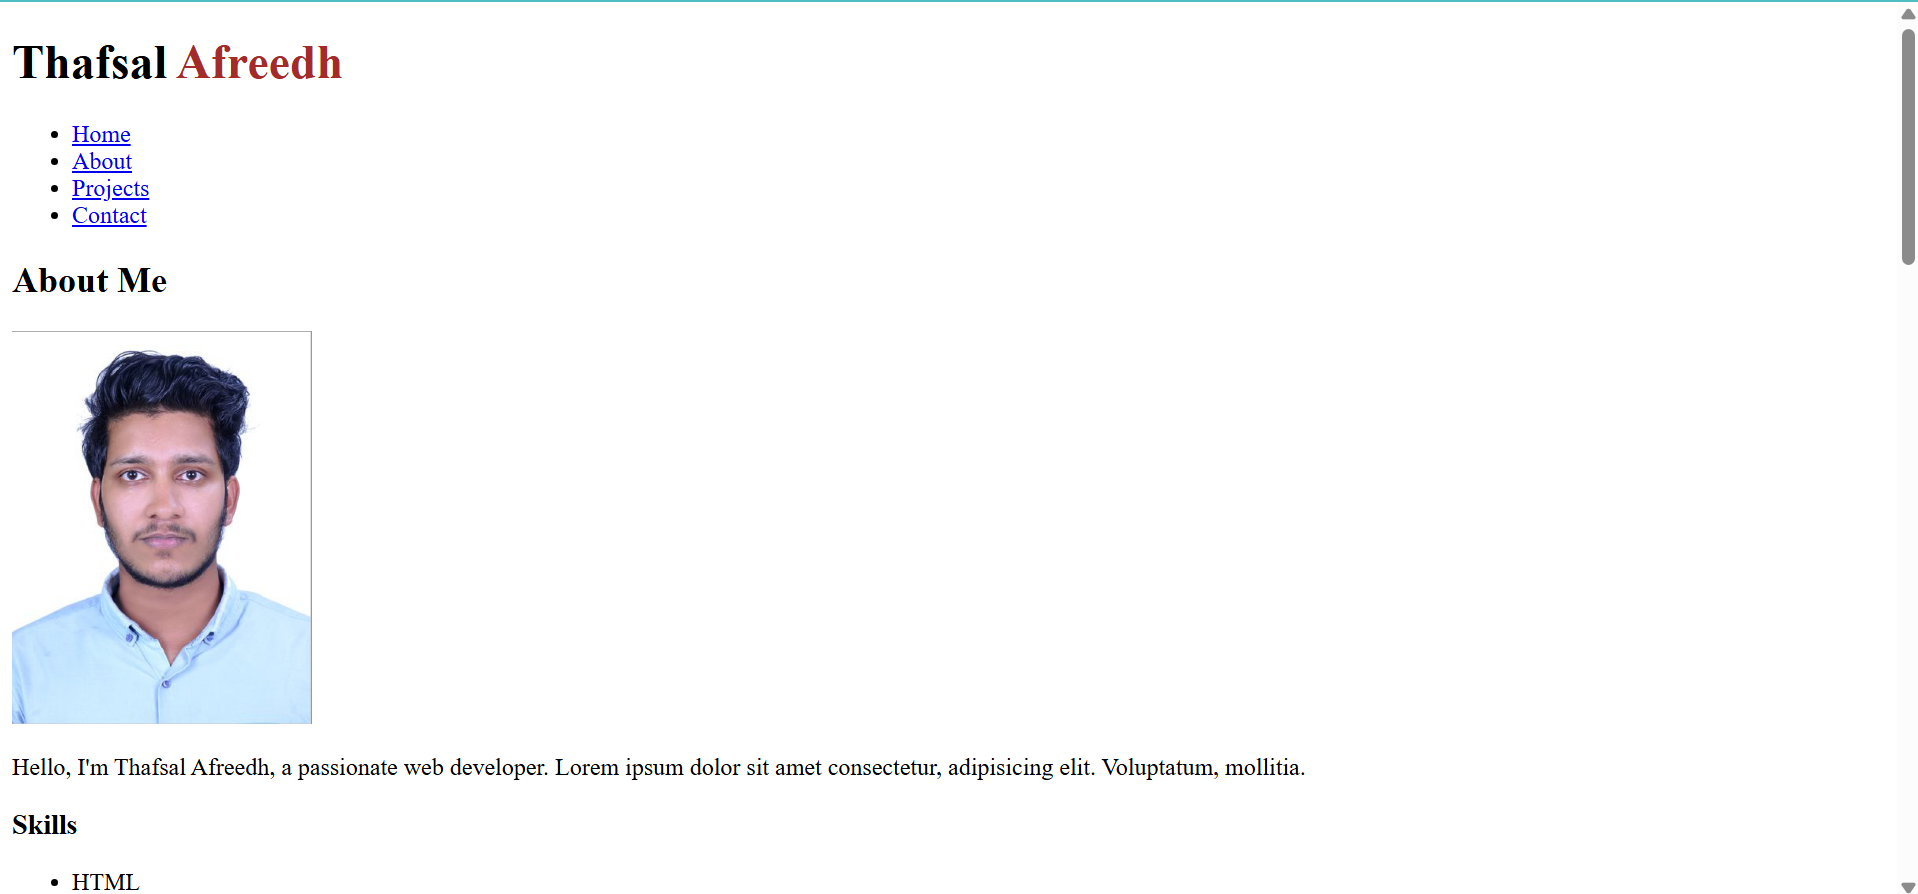 Thafsal Afreedh
Home
About
Projects
Contact
About Me
Hello, I'm Thafsal Afreedh, a passionate web developer. Lorem ipsum dolor sit amet consectetur, adipisicing elit. Voluptatum, mollitia.
Skills
HTML